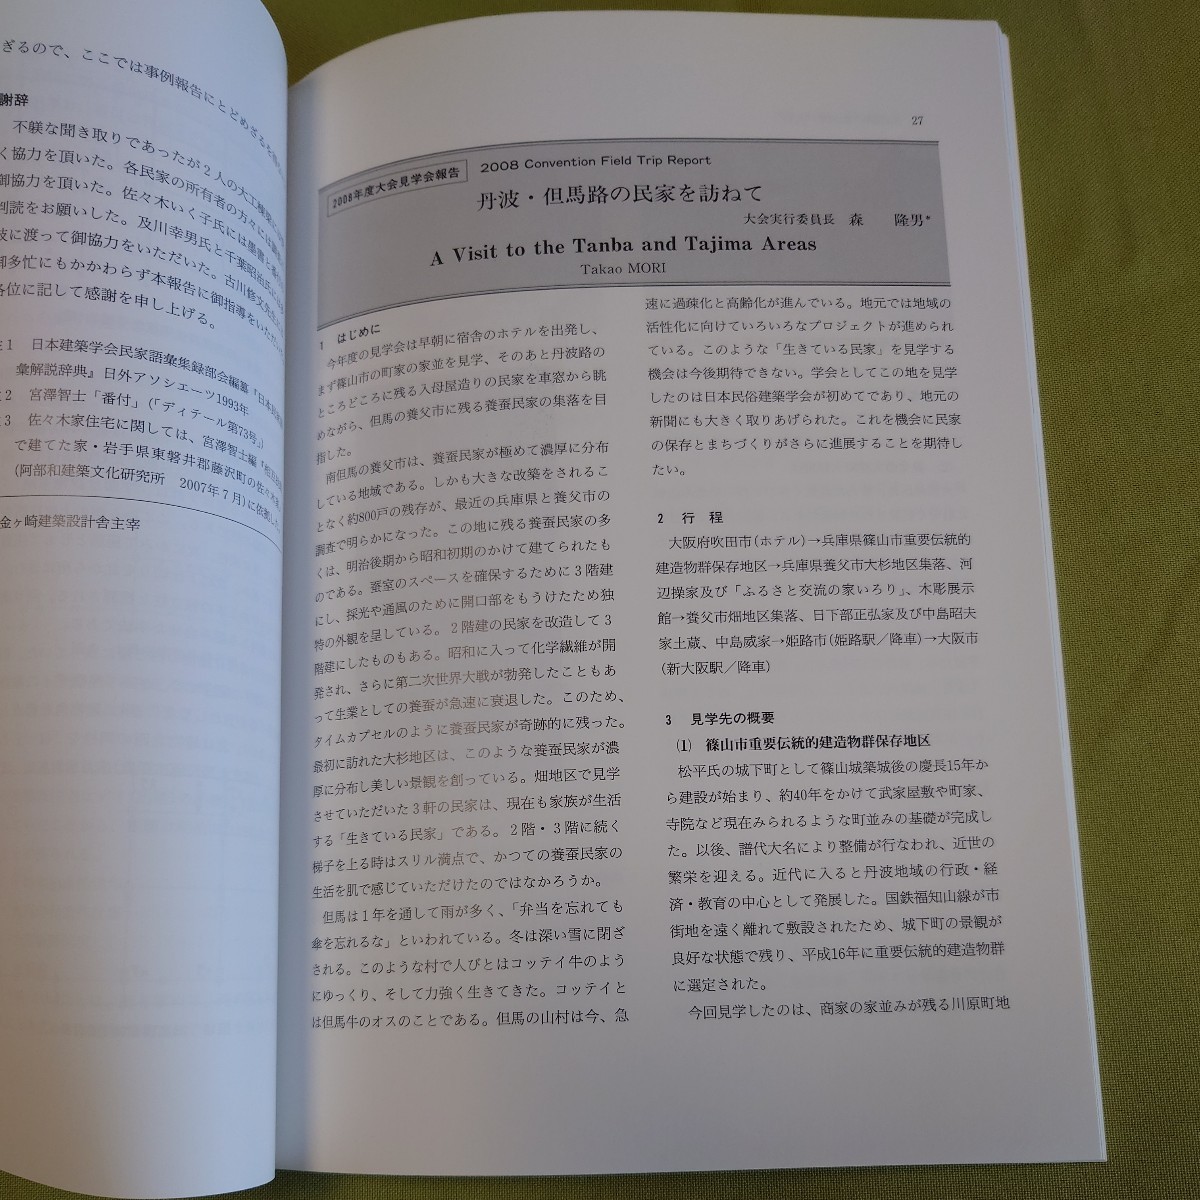 ぎるので、ここでは事例報告にとどめざるを
謝辞
不躾な聞き取りであったが2人の大工棟梁に
く協力を頂いた。各民家の所有者の方々には
御協力を頂いた。佐々木いく子氏には墨書と
判読をお願いした。及川幸男氏と千葉昭治氏
岐に渡って御協力をいただいた。古川修文先生
御多忙にもかかわらず本報告に御指導をいただい
各位に記して感謝を申し上げる。
注1 日本建築学会民家語彙集録部会編纂『日本民家語
彙解説辞典』日外アソシエーツ1993年
2 宮澤智士「番付」(「ディテール第73号」)
3 佐々木家住宅に関しては、宮澤智士編
で建てた家・岩手県東磐井郡藤沢町の佐々木家
(阿部和建築文化研究所 2007年7月)に依拠した
金ヶ崎建築設計舎主宰
27
2008年度大会見学会報告
2008 Convention Field Trip Report
丹波・但馬路の民家を訪ねて
大会実行委員長 森 隆男*
A Visit to the Tanba and Tajima Areas
Takao MORI
1 はじめに
今年度の見学会は早朝に宿舎のホテルを出発し、
まず篠山市の町家の家並を見学、そのあと丹波路の
ところどころに残る入母屋造りの民家を車窓から眺
めながら、但馬の養父市に残る養蚕民家の集落を目
指した。
南但馬の養父市は、養蚕民家が極めて濃厚に分布
している地域である。しかも大きな改築をされるこ
となく約800戸の残存が、最近の兵庫県と養父市の
調査で明らかになった。この地に残る養蚕民家の多
くは、明治後期から昭和初期のかけて建てられたも
のである。蚕室のスペースを確保するために3階建
にし、採光や通風のために開口部をもうけたため独
特の外観を呈している。2階建の民家を改造して3
階建にしたものもある。昭和に入って化学繊維が開
発され、さらに第二次世界大戦が勃発したこともあ
って生業としての養蚕が急速に衰退した。このため、
タイムカプセルのように養蚕民家が奇跡的に残った。
最初に訪れた大杉地区は、このような養蚕民家が濃
厚に分布し美しい景観を創っている。畑地区で見学
させていただいた3軒の民家は、現在も家族が生活
する「生きている民家」である。2階・3階に続く
梯子を上る時はスリル満点で、かつての養蚕民家の
生活を肌で感じていただけたのではなかろうか。
但馬は1年を通して雨が多く、「弁当を忘れても
傘を忘れるな」といわれている。冬は深い雪に閉ざ
される。このような村で人びとはコッテイ牛のよう
にゆっくり、そして力強く生きてきた。コッテイと
は但馬牛のオスのことである。但馬の山村は今、急
速に過疎化と高齢化が進んでいる。地元では地域の
活性化に向けていろいろなプロジェクトが進められ
ている。このような「生きている民家」を見学する
機会は今後期待できない。学会としてこの地を見学
したのは日本民俗建築学会が初めてであり、地元の
新聞にも大きく取りあげられた。これを機会に民家
の保存とまちづくりがさらに進展することを期待し
たい。
2 行 程
大阪府吹田市(ホテル)→兵庫県篠山市重要伝統的
建造物群保存地区→兵庫県養父市大杉地区集落、河
辺操家及び「ふるさと交流の家いろり」、木彫展示
館→養父市畑地区集落、日下部正弘家及び中島昭夫
家土蔵、中島威家→姫路市(姫路駅/降車)→大阪市
(新大阪駅/降車)
3 見学先の概要
(1) 篠山市重要伝統的建造物群保存地区
松平氏の城下町として篠山城築城後の慶長15年か
ら建設が始まり、約40年をかけて武家屋敷や町家、
寺院など現在みられるような町並みの基礎が完成し
た。以後、譜代大名により整備が行なわれ、近世の
繁栄を迎える。近代に入ると丹波地域の行政・経
済・教育の中心として発展した。国鉄福知山線が市
街地を遠く離れて敷設されたため、城下町の景観が
良好な状態で残り、平成16年に重要伝統的建造物群
に選定された。
今回見学したのは、商家の家並みが残る川原町地